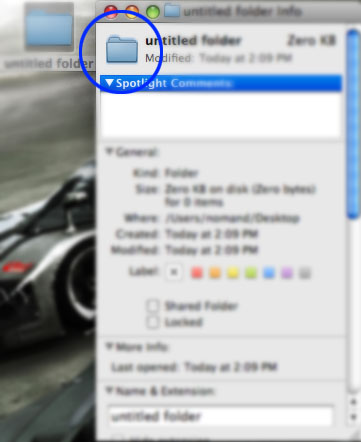 untitled folder Info
untitled folder
untitled folder Zero KB
Modified: Today at 2:09 PM
Spotlight Comments:
General:
Kind: Folder
Size: Zero KB on disk (Zero bytes)
for 0 items
Where: /Users/nomand/Desktop
Created: Today at 2:09 PM
Modified: Today at 2:09 PM
Label: ×
Shared Folder
Locked
More Info:
Last opened: Today at 2:09 PM
Name & Extension:
untitled folder